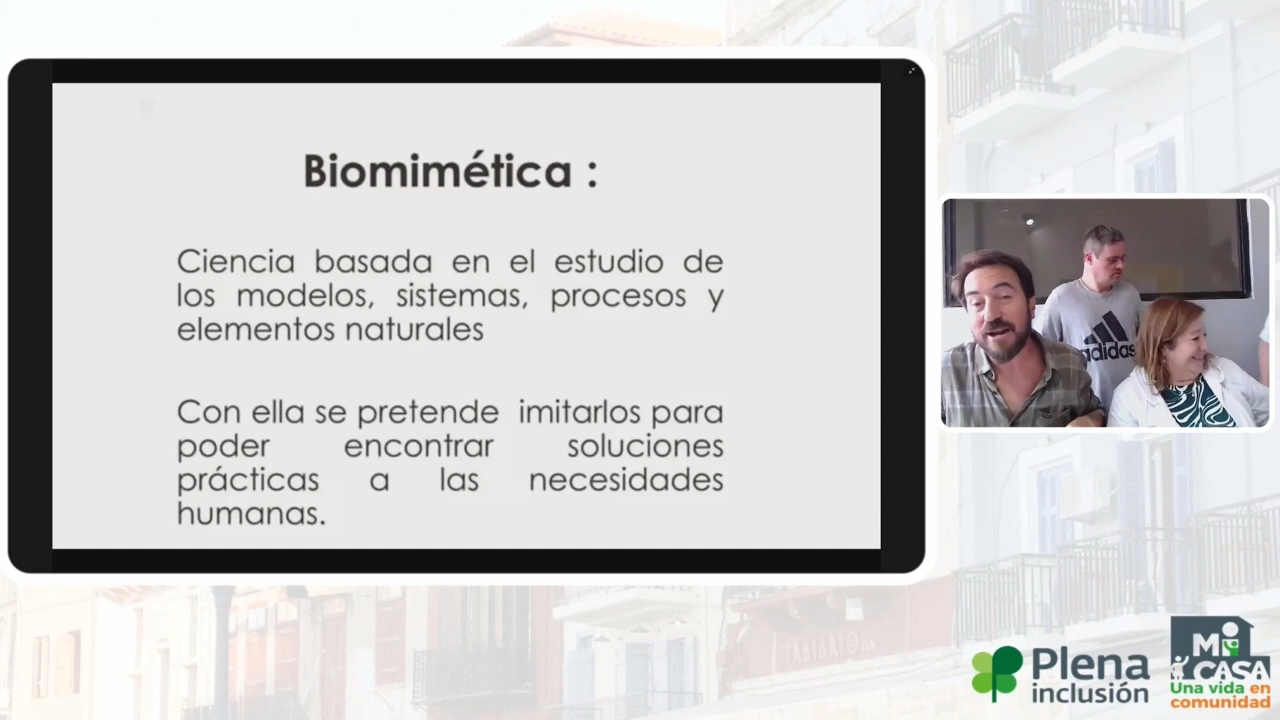 Biomimética :
Ciencia basada en el estudio de
los modelos, sistemas, procesos y
elementos naturales
Con ella se pretende imitarlos para
poder encontrar soluciones
prácticas a las necesidades
humanas.
adidas
Plena
inclusión
Mi
CASA
Una vida en
comunidad